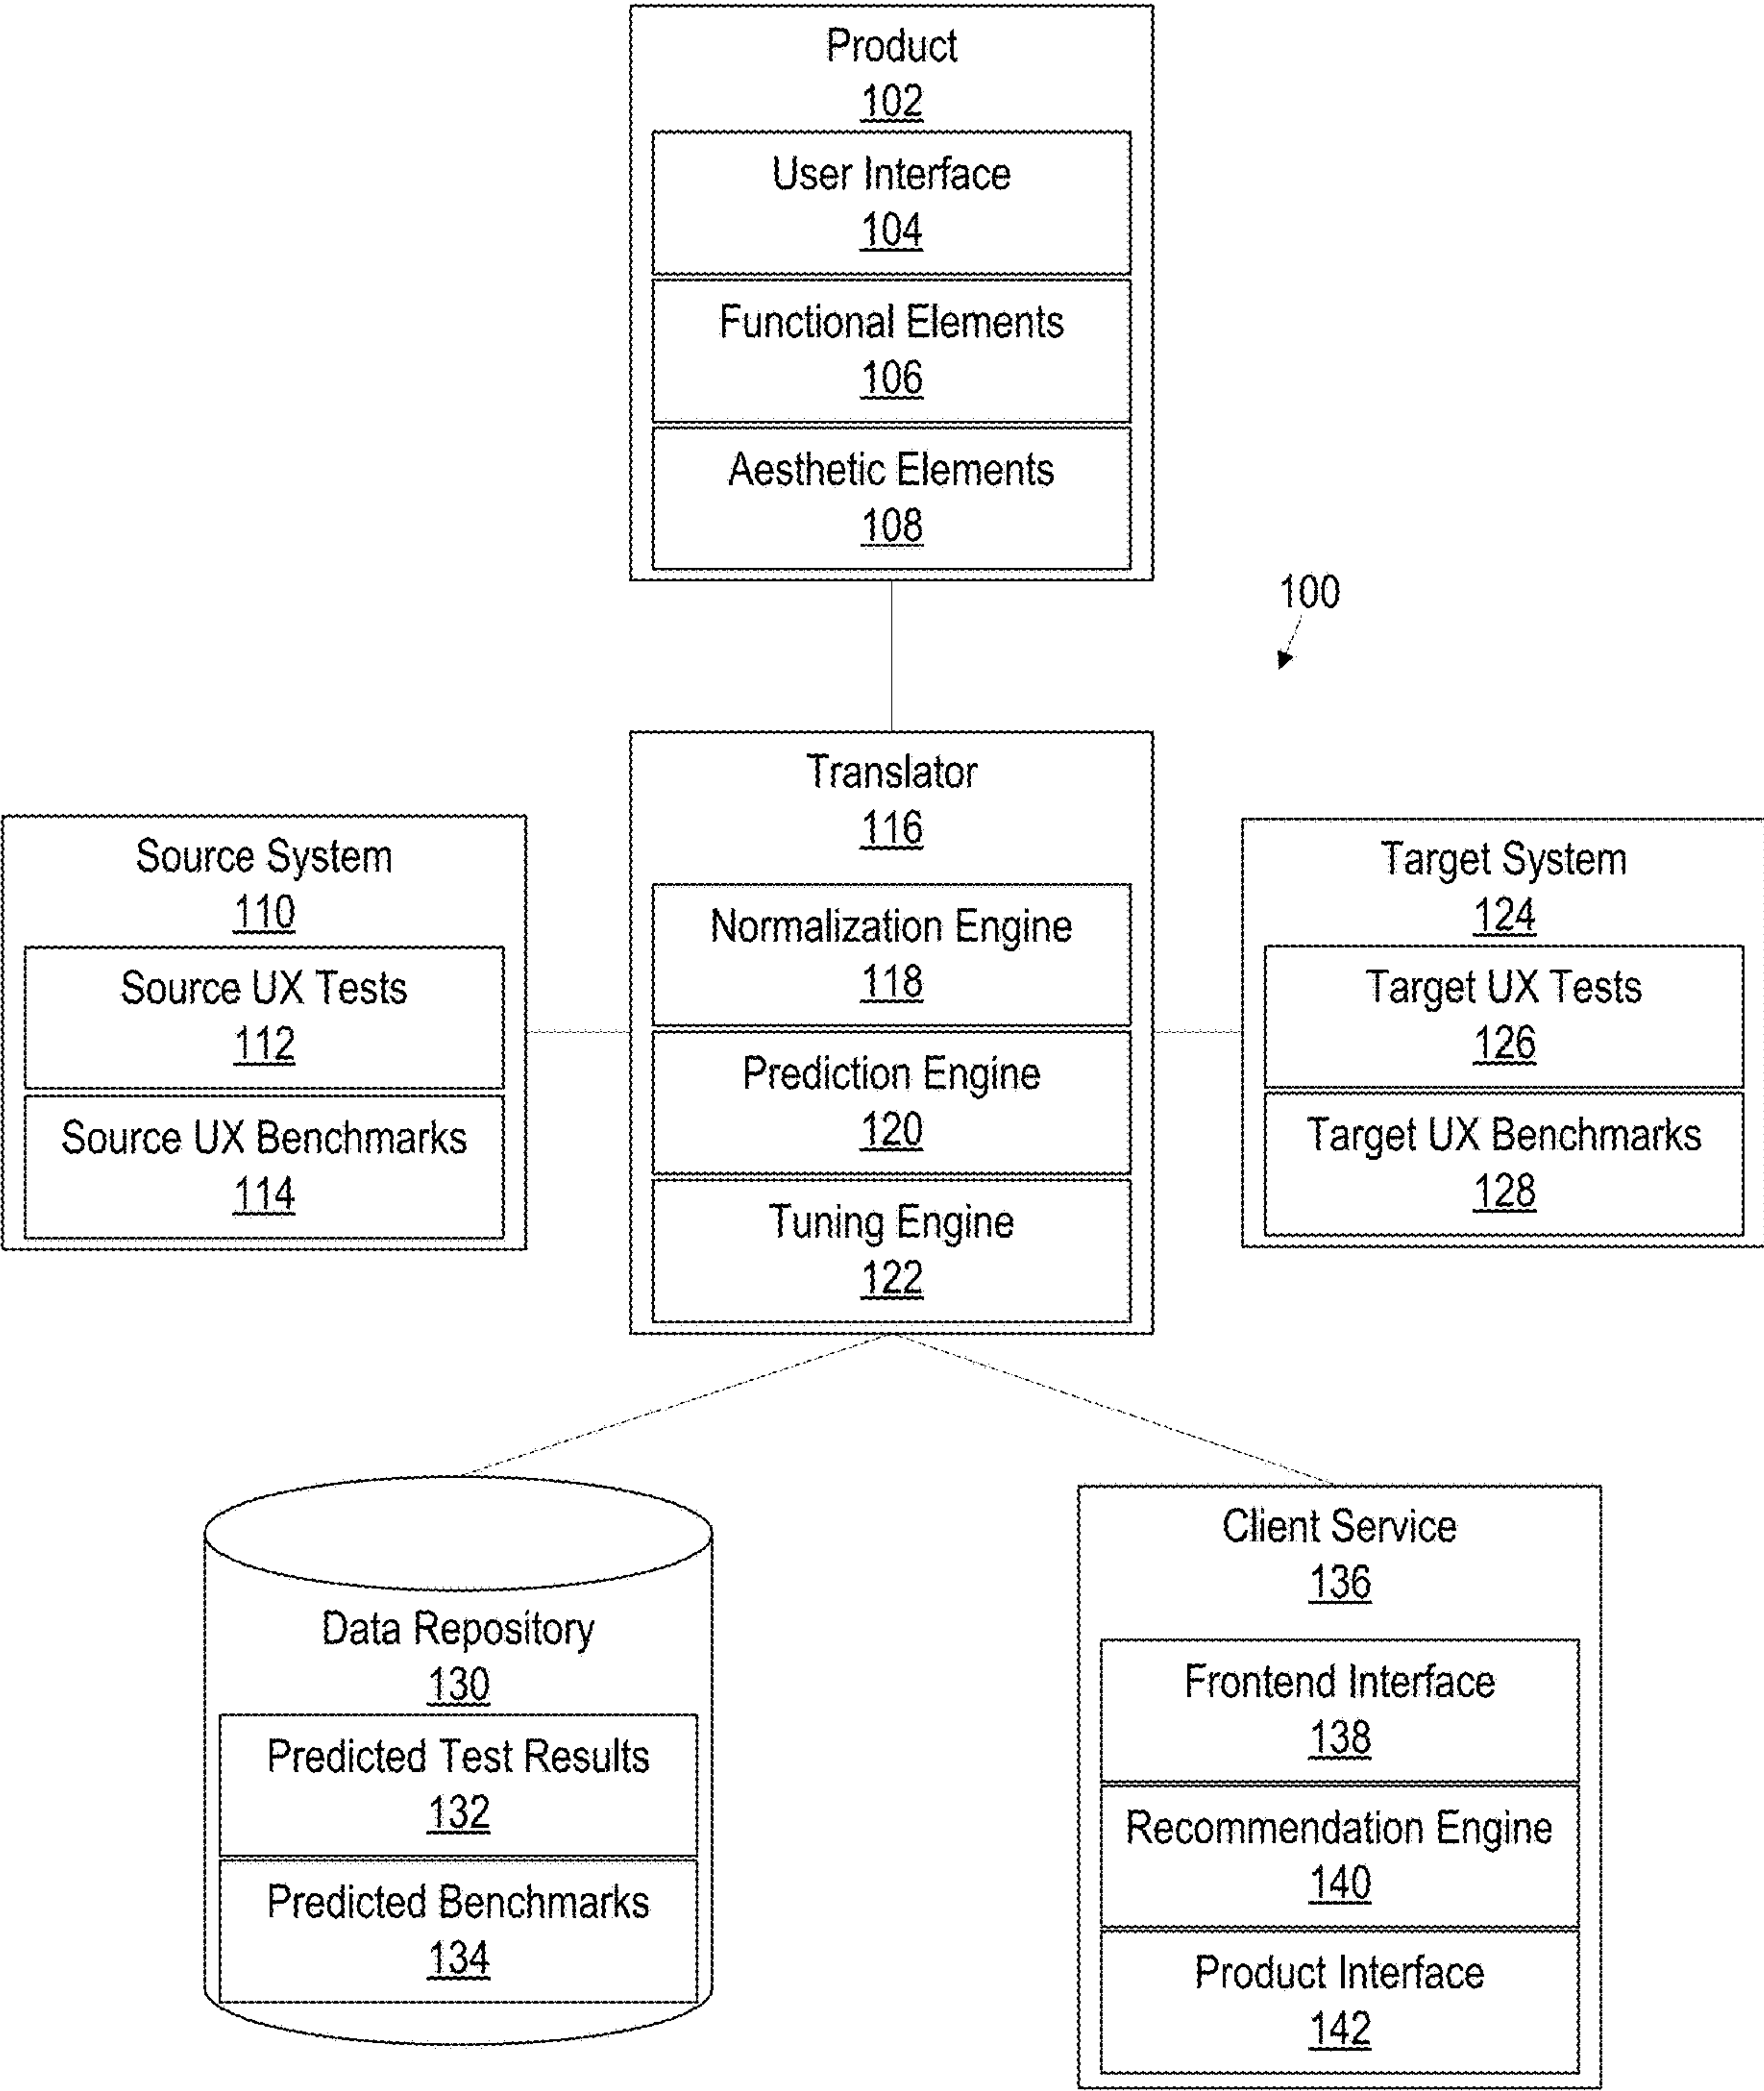 Product
102
User Interface
104
Functional Elements
106
Aesthetic Elements
108
100
Translator
116
Normalization Engine
118
Prediction Engine
120
Tuning Engine
122
Source System
110
Source UX Tests
112
Source UX Benchmarks
114
Target System
124
Target UX Tests
126
Target UX Benchmarks
128
Data Repository
130
Predicted Test Results
132
Predicted Benchmarks
134
Client Service
136
Frontend Interface
138
Recommendation Engine
140
Product Interface
142